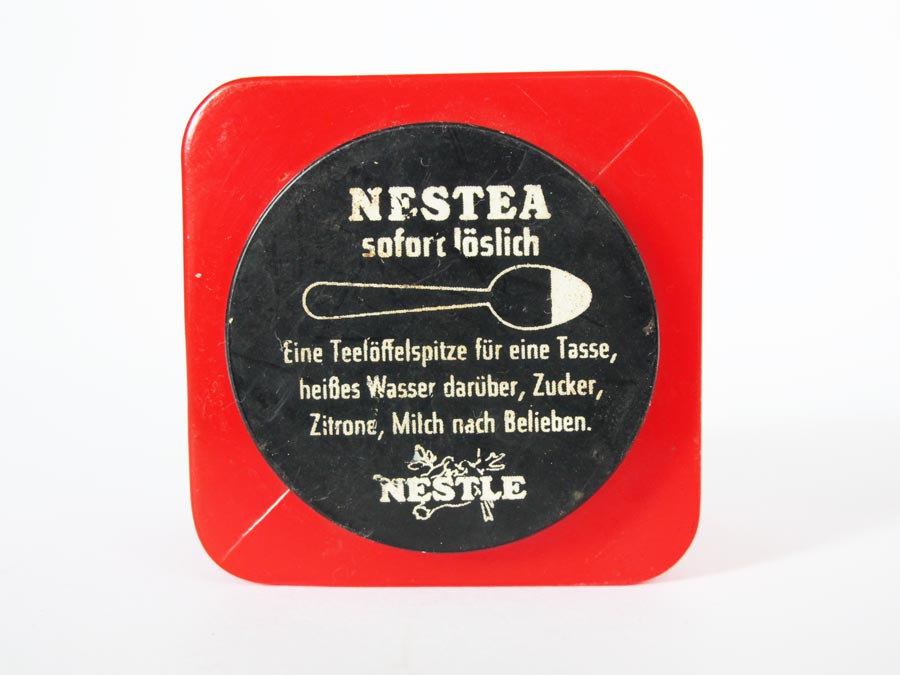 NESTEA
sofort löslich
Eine Teelöffelspitze für eine Tasse,
heißes Wasser darüber, Zucker,
Zitrone, Milch nach Belieben.
NESTLE